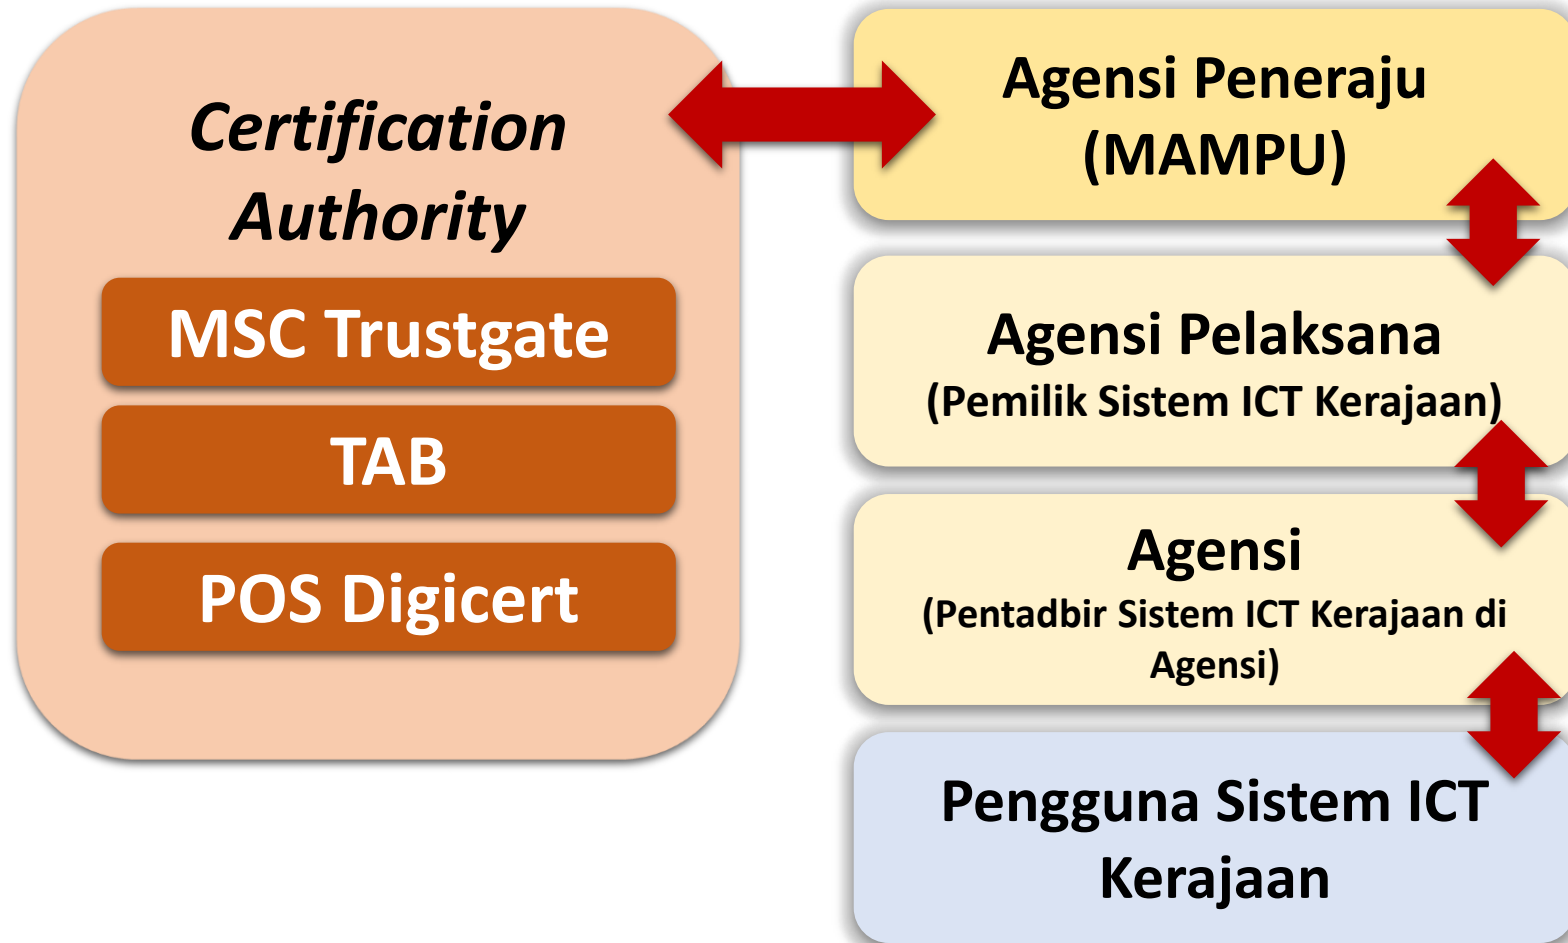 Certification
Authority
MSC Trustgate
TAB
POS Digicert
Agensi Peneraju
(MAMPU)
Agensi Pelaksana
(Pemilik Sistem ICT Kerajaan)
Agensi
(Pentadbir Sistem ICT Kerajaan di
Agensi)
Pengguna Sistem ICT
Kerajaan